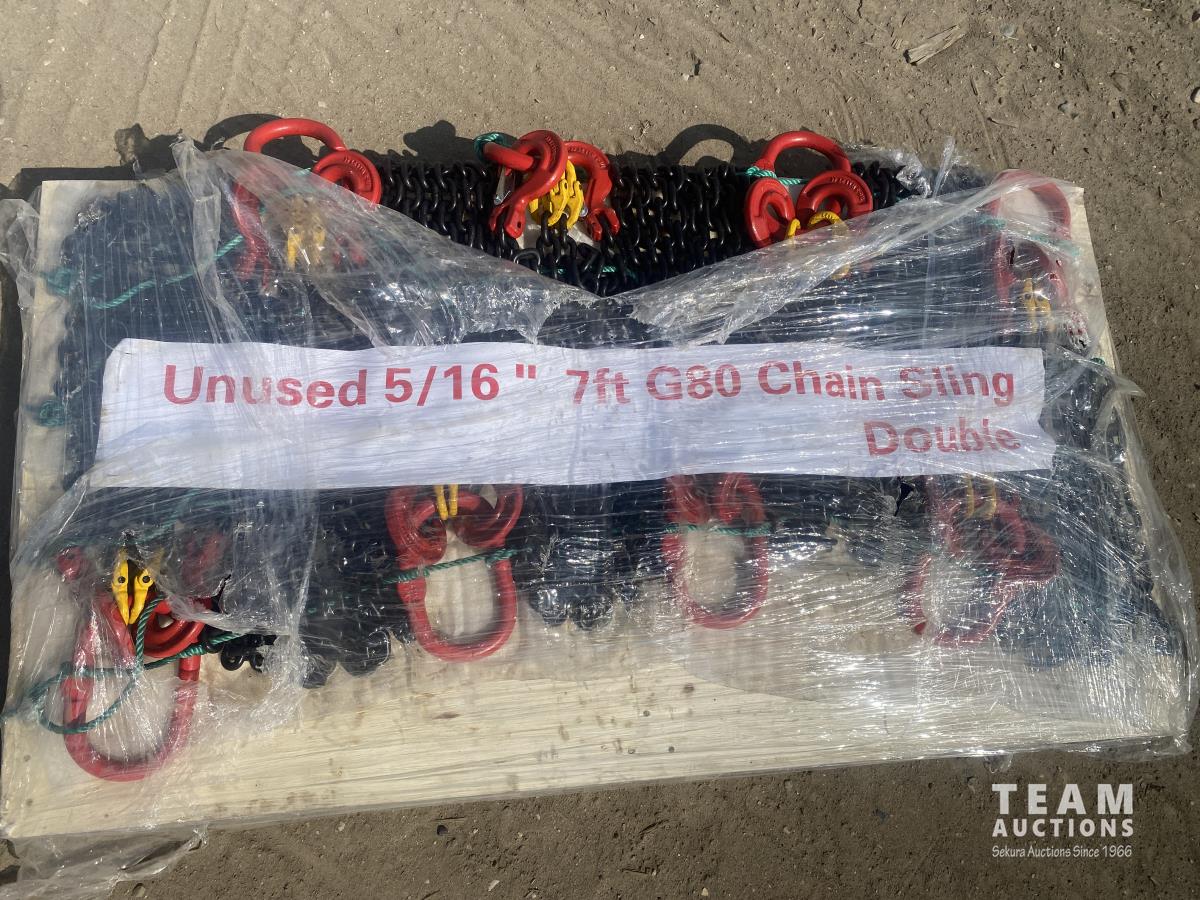 Unused 5/16 " 7ft G80 Chain Sling
Double
TEAM
AUCTIONS
Sekura Auctions Since 1966